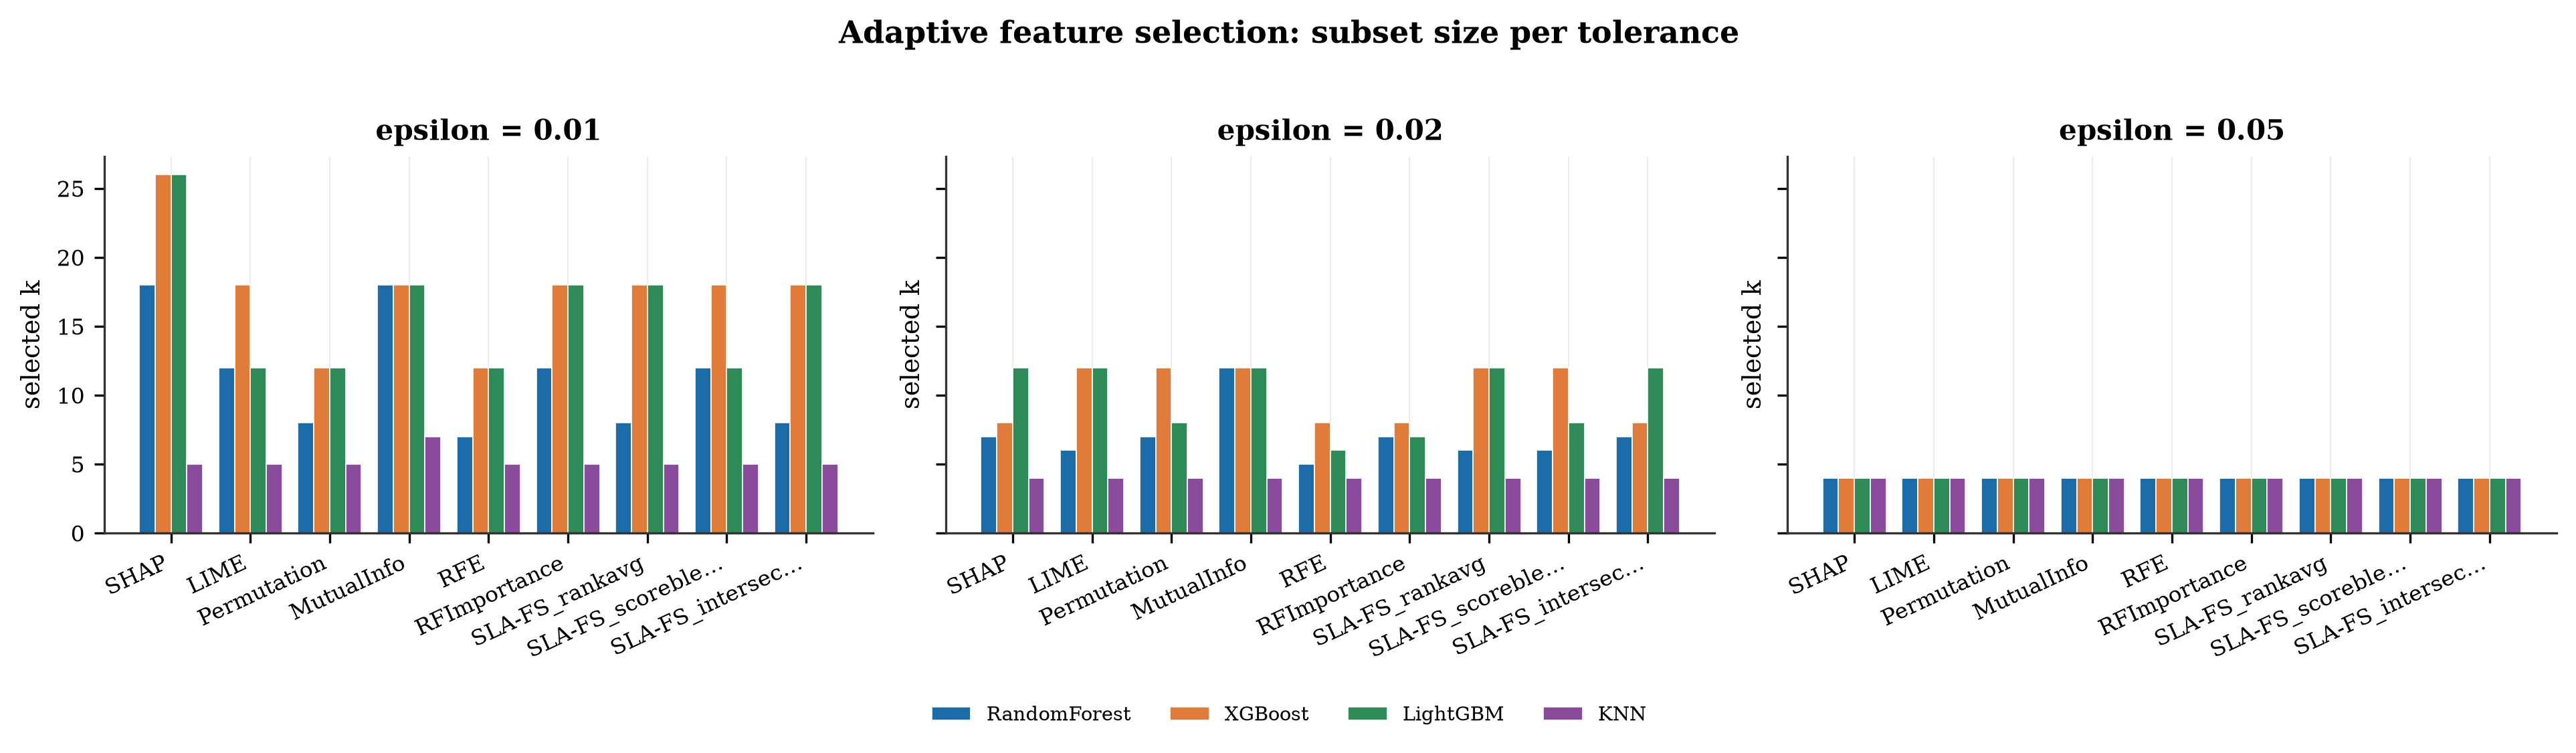 Adaptive feature selection: subset size per tolerance
epsilon = 0.01
epsilon = 0.02
epsilon = 0.05
selected k
25
20
15
10
5
0
selected k
selected k
SHAP
LIME
Permutation
MutualInfo
RFE
RFImportance
SLA-FS_rankavg
SLA-FS_scoreble...
SLA-FS_intersec...
SHAP
LIME
Permutation
MutualInfo
RFE
RFImportance
SLA-FS_rankavg
SLA-FS_scoreble...
SLA-FS_intersec...
SHAP
LIME
Permutation
MutualInfo
RFE
RFImportance
SLA-FS_rankavg
SLA-FS_scoreble...
SLA-FS_intersec...
RandomForest
XGBoost
LightGBM
KNN